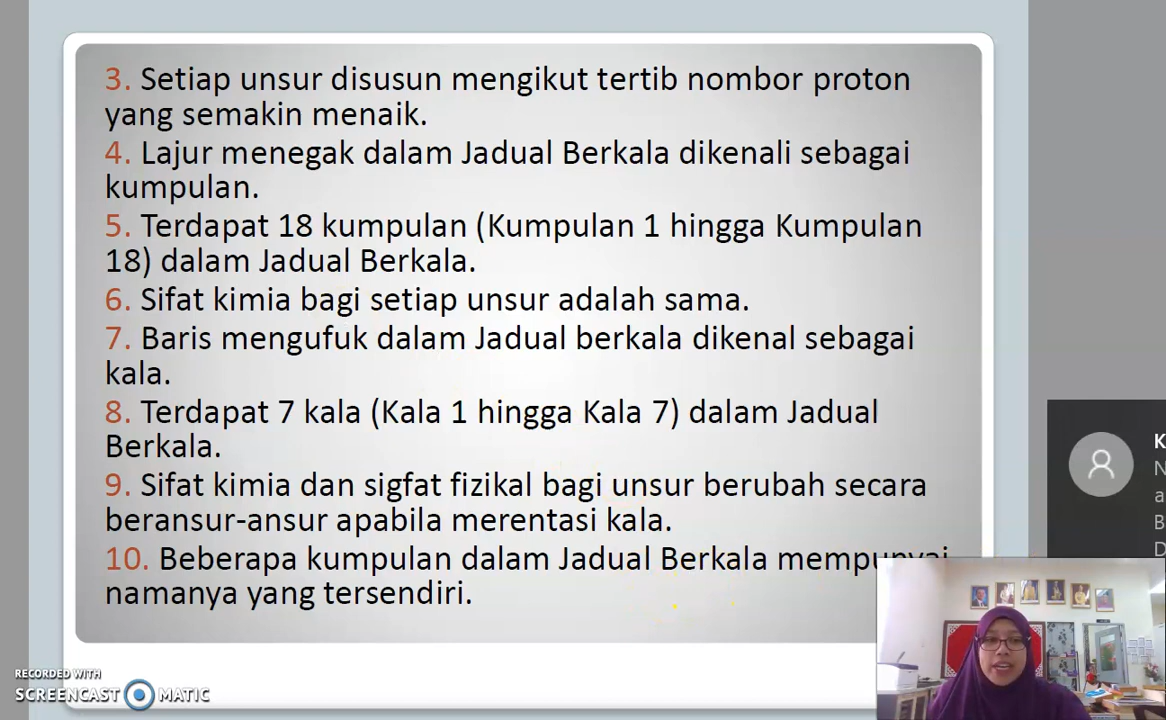 3. Setiap unsur disusun mengikut tertib nombor proton
yang semakin menaik.
4. Lajur menegak dalam Jadual Berkala dikenali sebagai
kumpulan.
5. Terdapat 18 kumpulan (Kumpulan 1 hingga Kumpulan
18) dalam Jadual Berkala.
6. Sifat kimia bagi setiap unsur adalah sama.
7. Baris mengufuk dalam Jadual berkala dikenal sebagai
kala.
8. Terdapat 7 kala (Kala 1 hingga Kala 7) dalam Jadual
Berkala.
9. Sifat kimia dan sigfat fizikal bagi unsur berubah secara
beransur-ansur apabila merentasi kala.
10. Beberapa kumpulan dalam Jadual Berkala mempunyai
namanya yang tersendiri.
K
N
a
B
D
RECORDED WITH
SCREENCAST MATIC